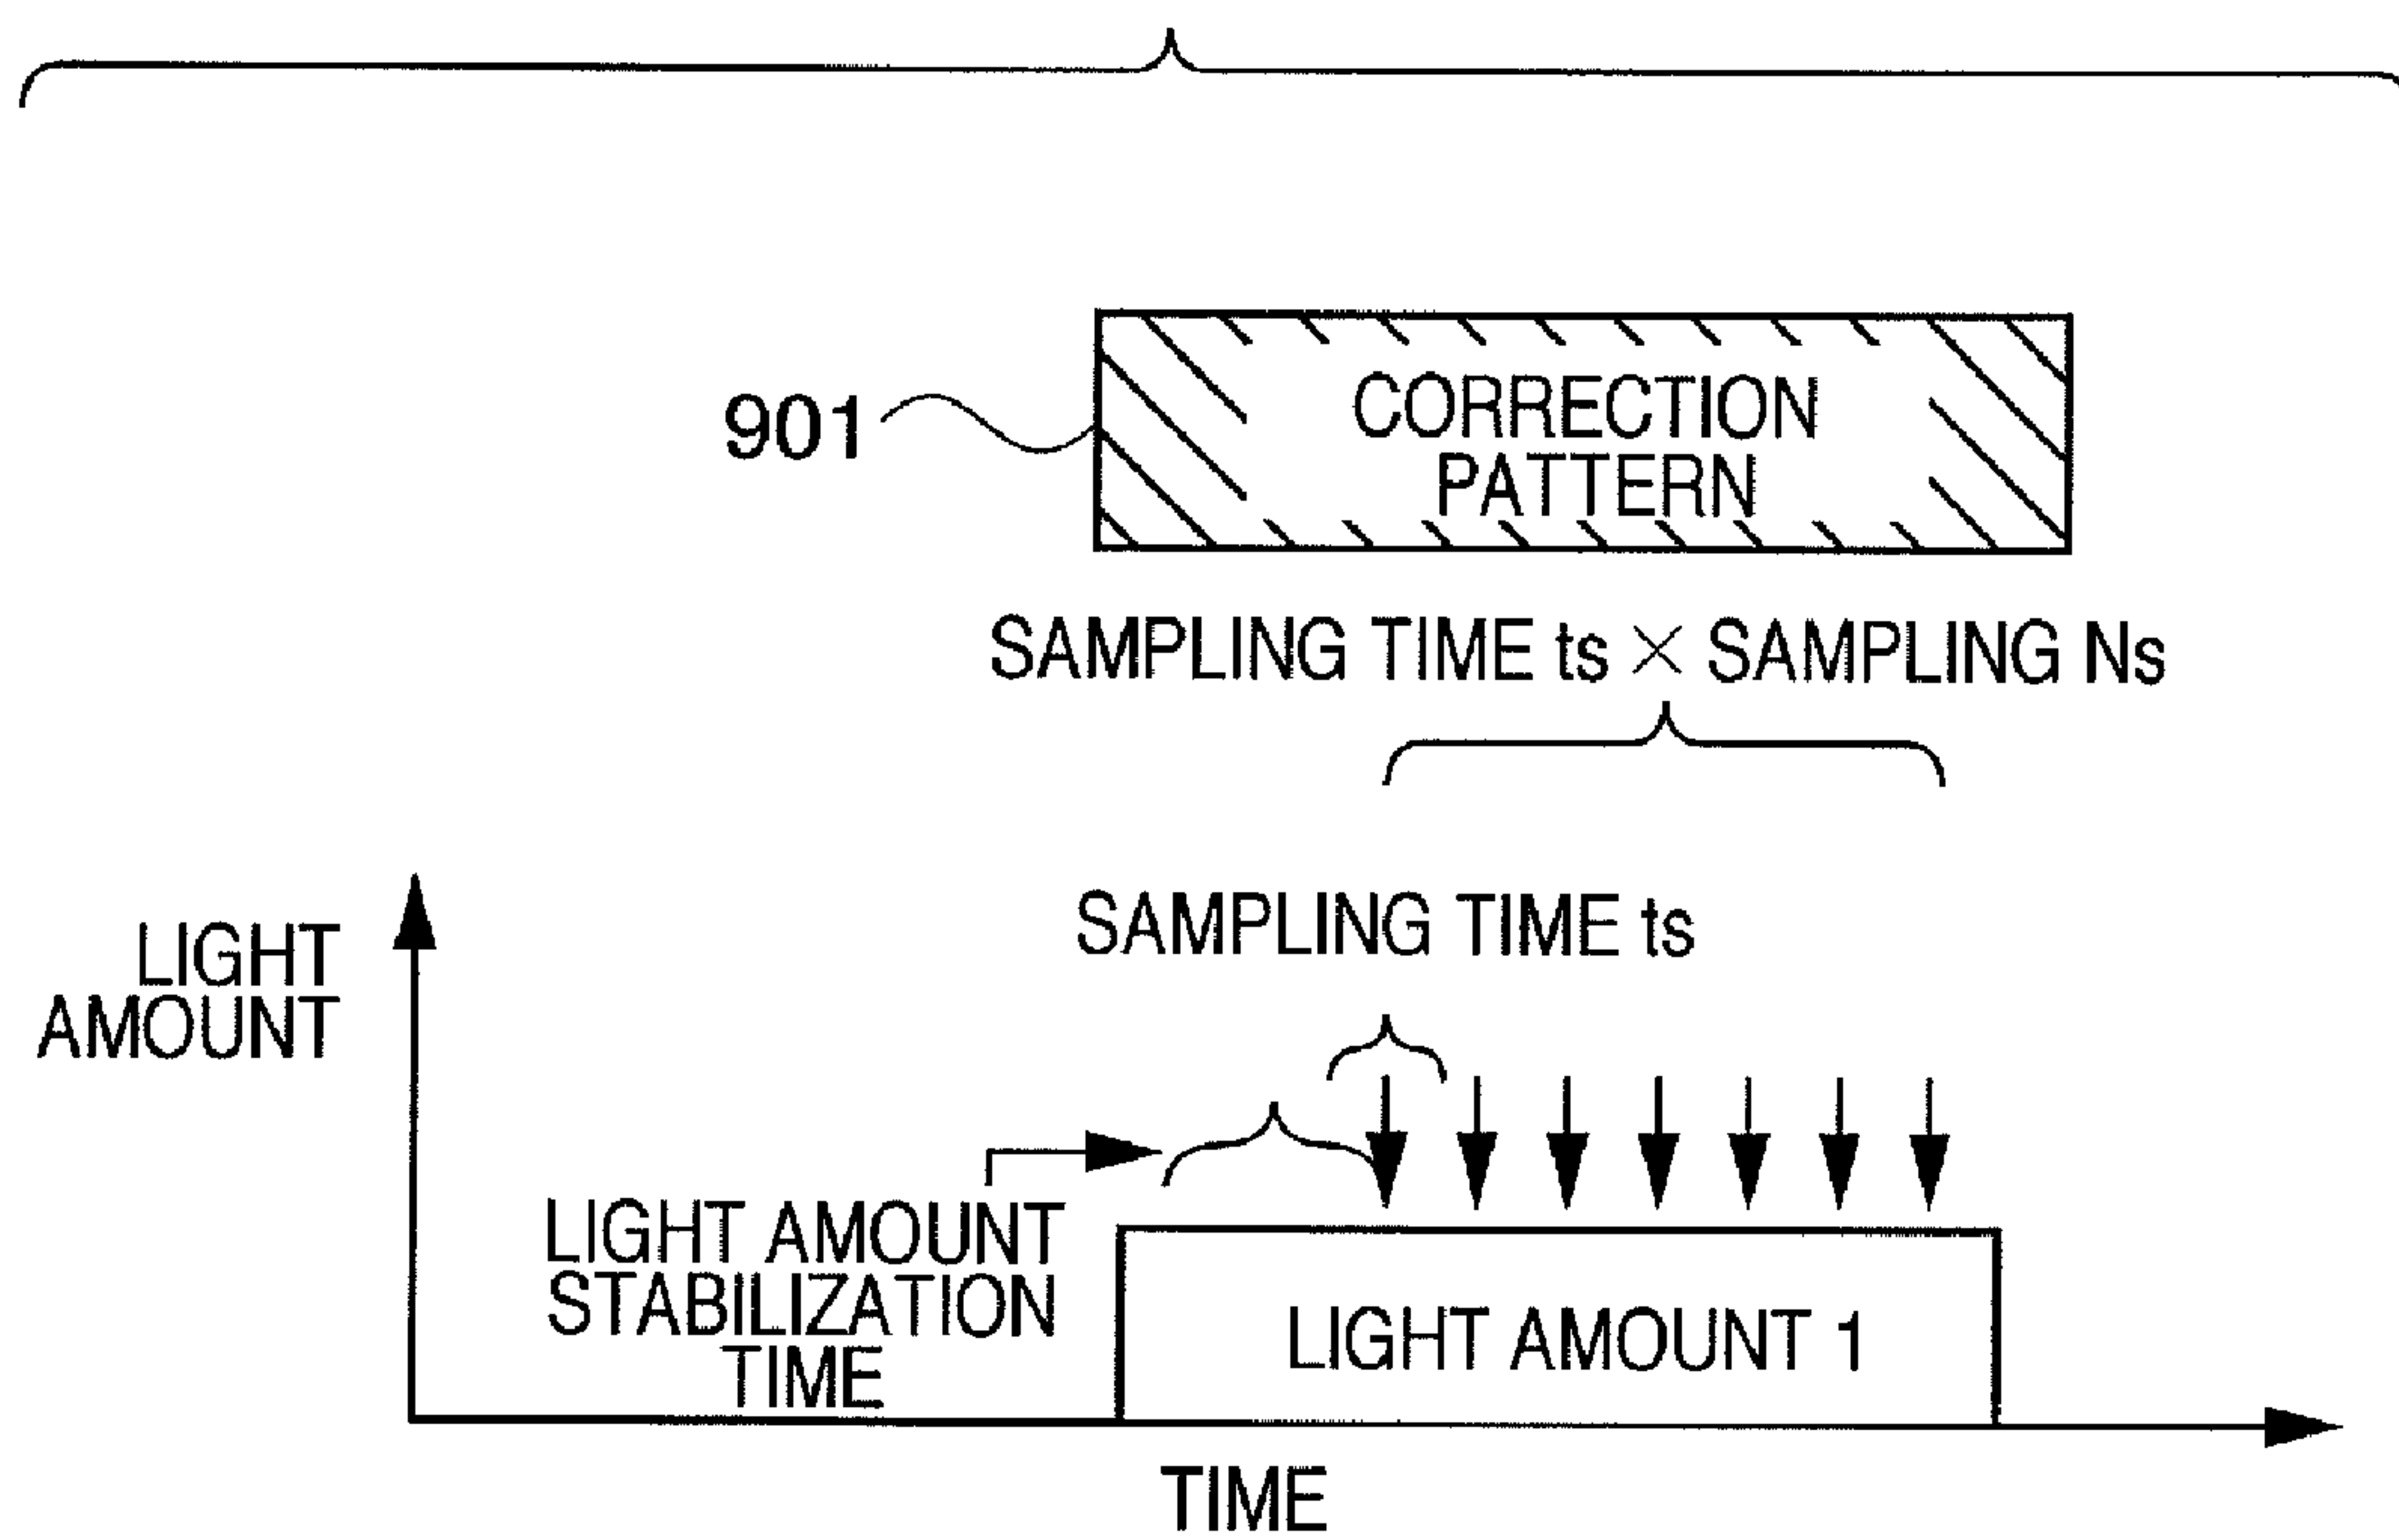 901
CORRECTION
PATTERN
SAMPLING TIME ts × SAMPLING Ns
SAMPLING TIME ts
LIGHT
AMOUNT
LIGHT AMOUNT
STABILIZATION
TIME
LIGHT AMOUNT 1
TIME